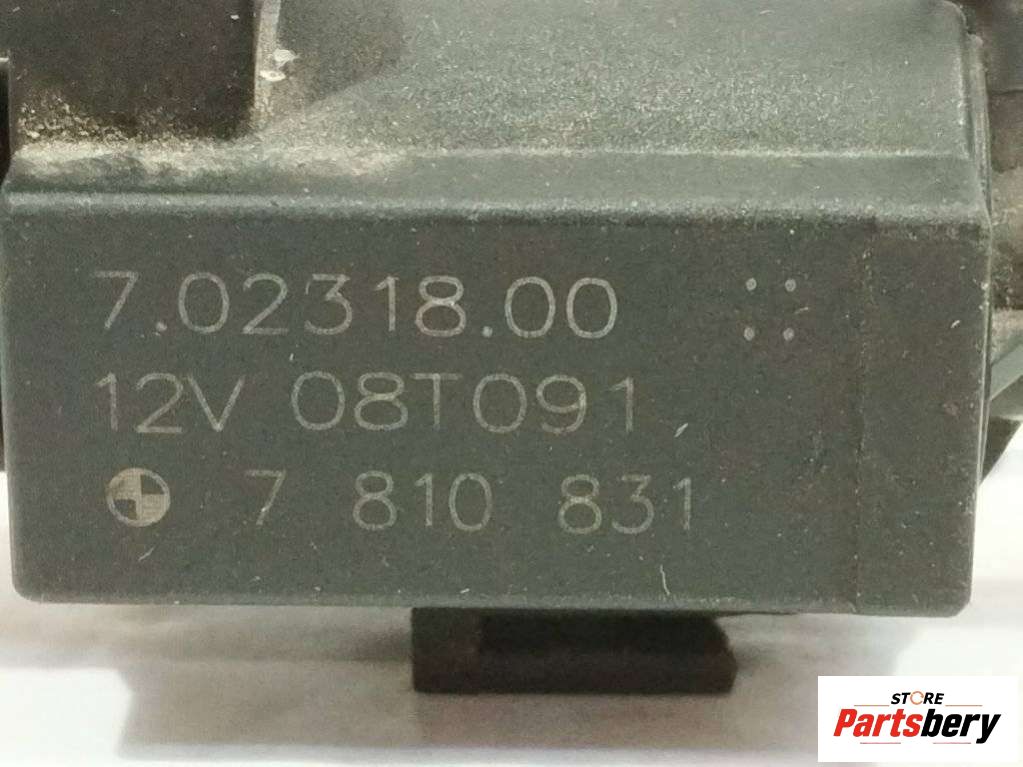 7.02318.00
12V 08T091
7 810 831
STORE
Partsbery